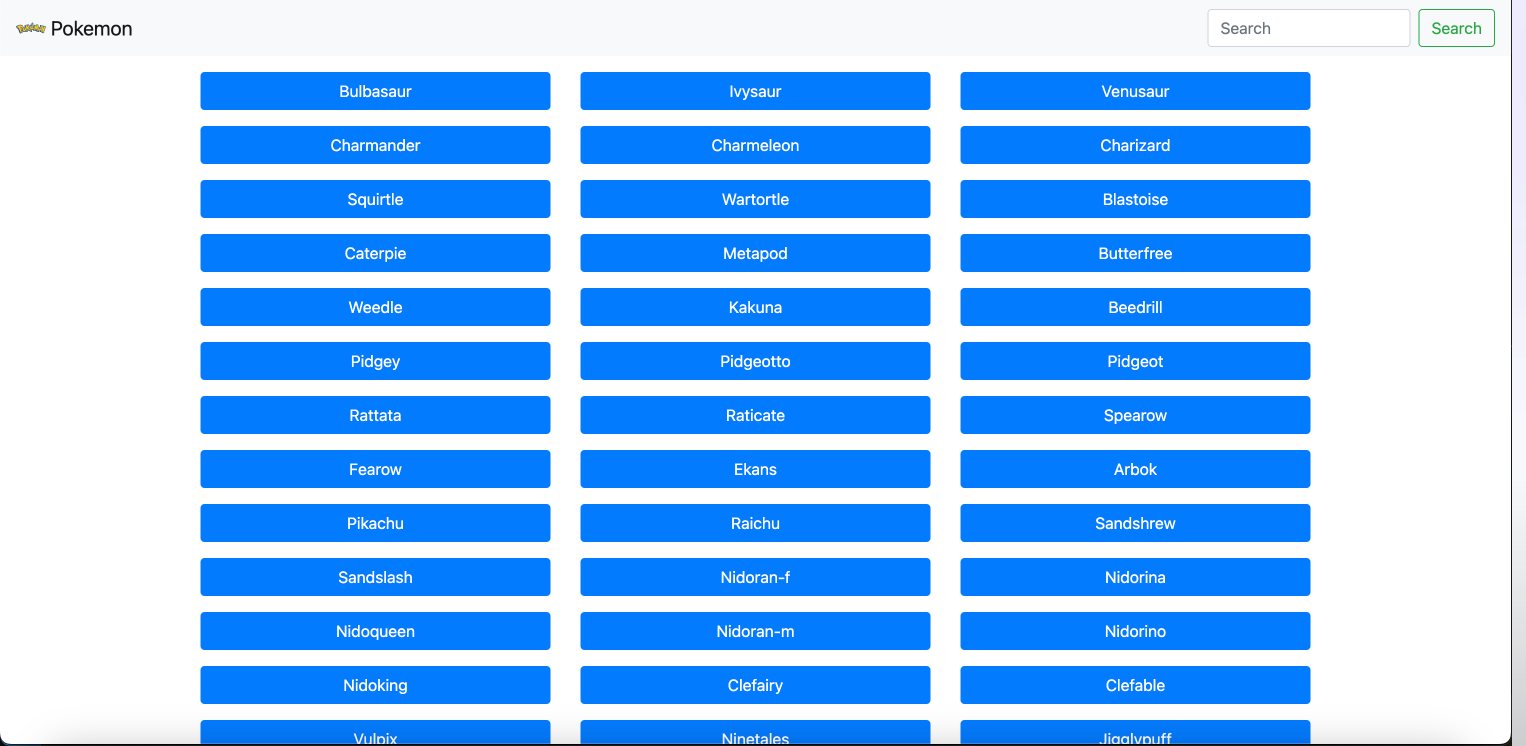 Pokémon Pokemon Search Search
Bulbasaur Ivysaur Venusaur
Charmander Charmeleon Charizard
Squirtle Wartortle Blastoise
Caterpie Metapod Butterfree
Weedle Kakuna Beedrill
Pidgey Pidgeotto Pidgeot
Rattata Raticate Spearow
Fearow Ekans Arbok
Pikachu Raichu Sandshrew
Sandslash Nidoran-f Nidorina
Nidoqueen Nidoran-m Nidorino
Nidoking Clefairy Clefable
Vulpix Ninetales Jigglypuff